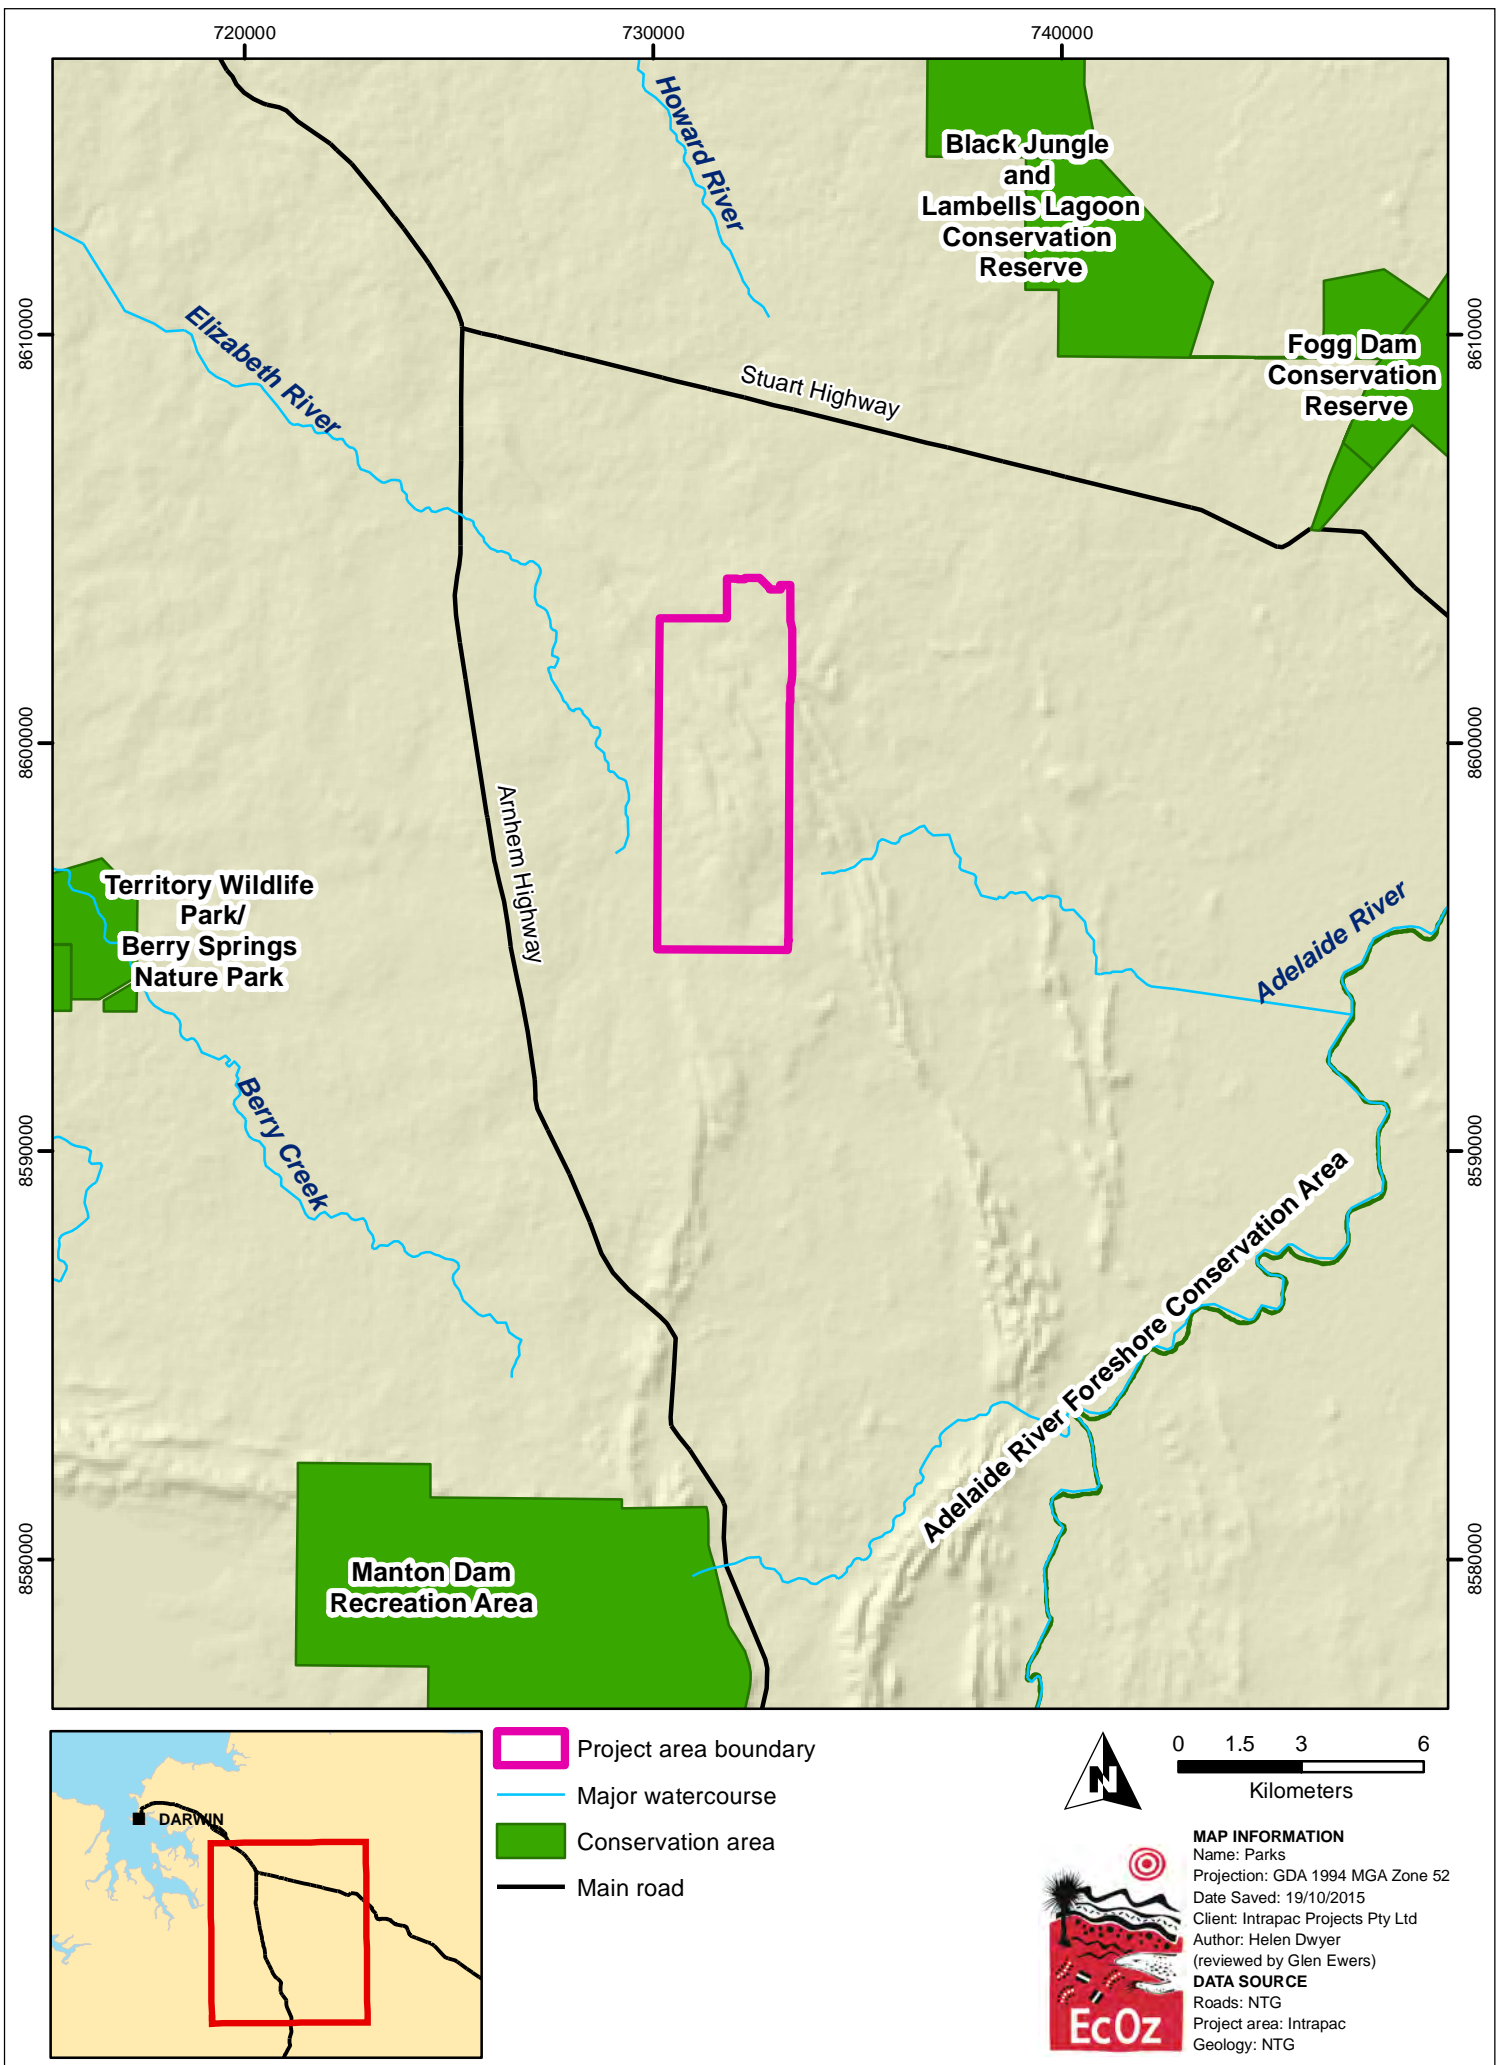 720000
730000
740000
8610000
8600000
8590000
8580000
8610000
8600000
8590000
8580000
Howard River
Black Jungle
and
Lambells Lagoon
Conservation
Reserve
Elizabeth River
Stuart Highway
Fogg Dam
Conservation
Reserve
Arnhem Highway
Territory Wildlife
Park/
Berry Springs
Nature Park
Adelaide River
Berry Creek
Adelaide River Foreshore Conservation Area
Manton Dam
Recreation Area
DARWIN
Project area boundary
Major watercourse
Conservation area
Main road
N
0 1.5 3 6
Kilometers
EcOz
MAP INFORMATION
Name: Parks
Projection: GDA 1994 MGA Zone 52
Date Saved: 19/10/2015
Client: Intrapac Projects Pty Ltd
Author: Helen Dwyer
(reviewed by Glen Ewers)
DATA SOURCE
Roads: NTG
Project area: Intrapac
Geology: NTG